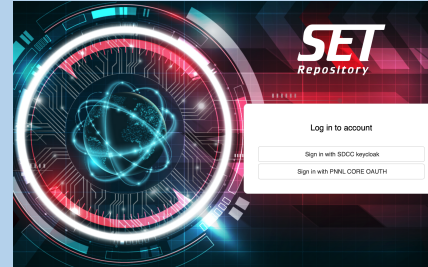 SET
Repository
Log in to account
Sign in with SDCC keycloak
Sign in with PNNL CORE OAUTH